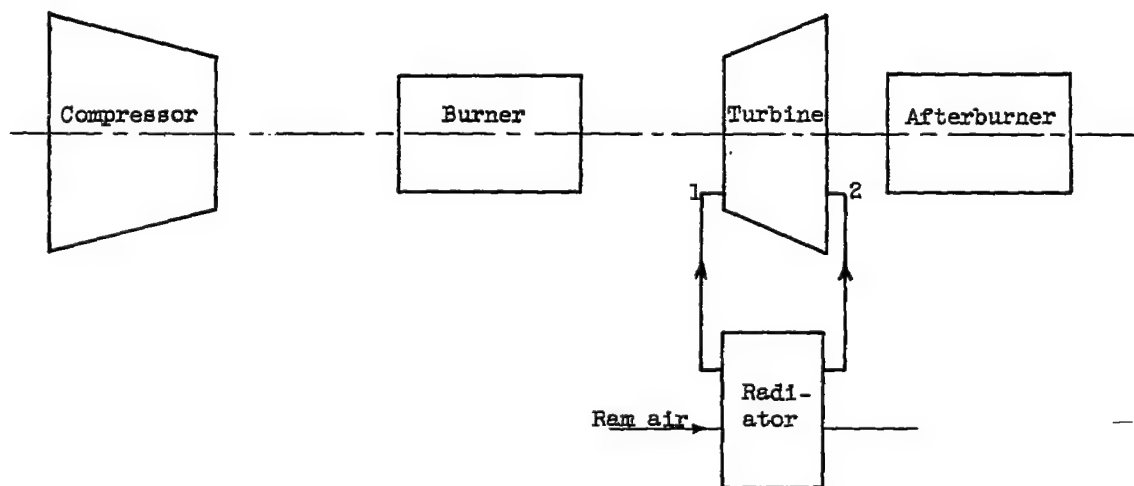 Compressor
Burner
Turbine
Afterburner
1
2
Radi-
ator
Ram air